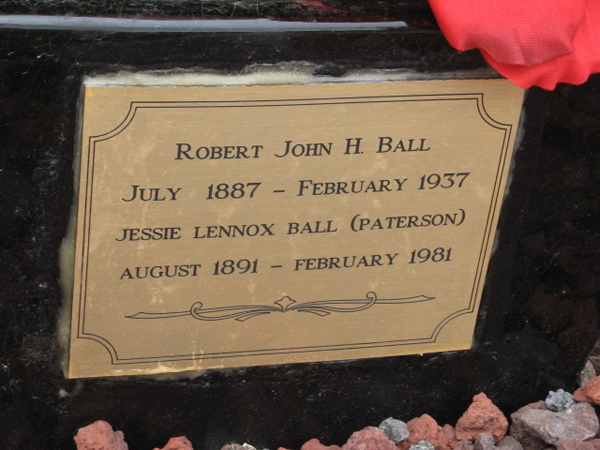 Robert John H. Ball
July 1887 – February 1937
JESSIE LENNOX BALL (PATERSON)
AUGUST 1891 – FEBRUARY 1981